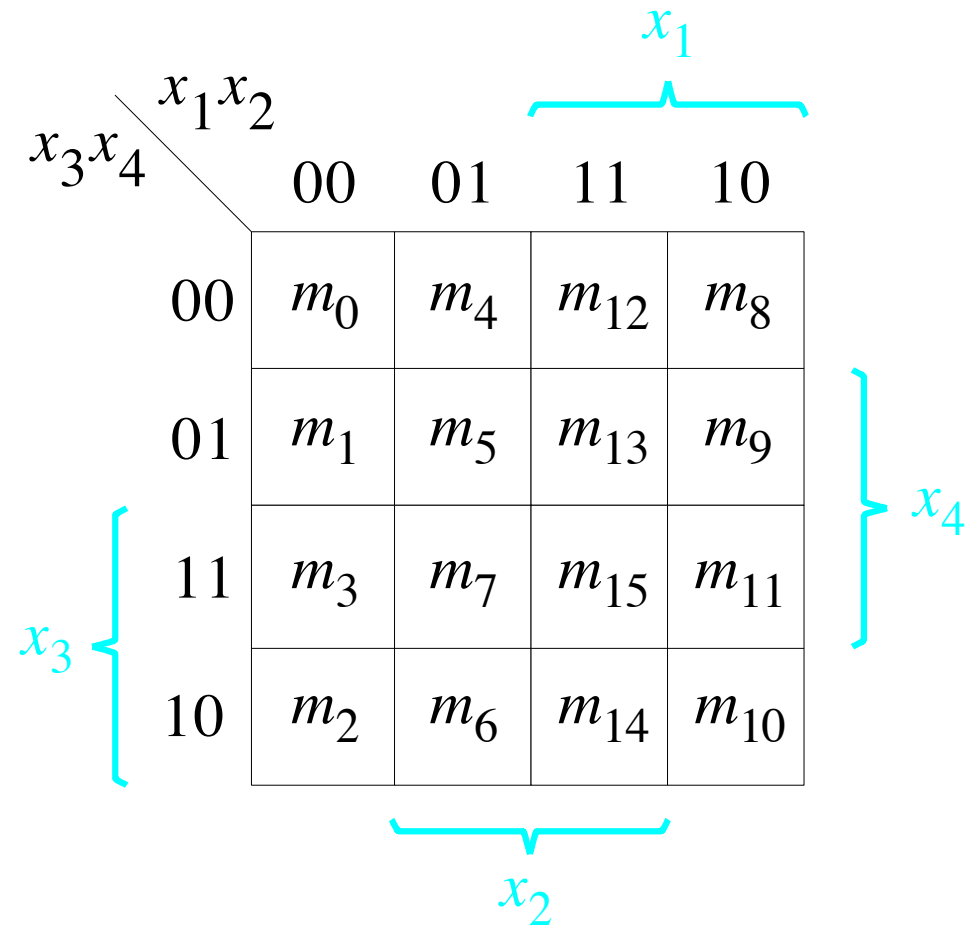 x₁
x₁x₂
x₃x₄
00 01 11 10
00 m₀ m₄ m₁₂ m₈
01 m₁ m₅ m₁₃ m₉
x₄
11 m₃ m₇ m₁₅ m₁₁
x₃
10 m₂ m₆ m₁₄ m₁₀
x₂